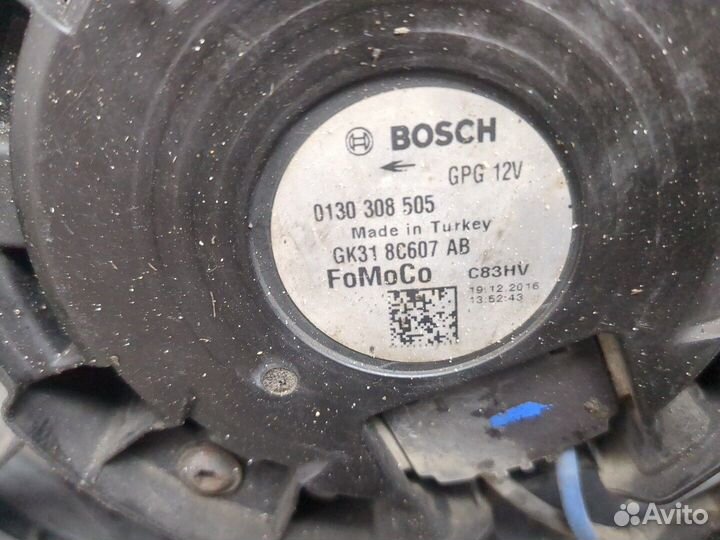 BOSCH
GPG 12V
0130 308 505
Made in Turkey
GK31 8C607 AB
FoMoCo C83HV
19.12.2016
13:52:43
Avito